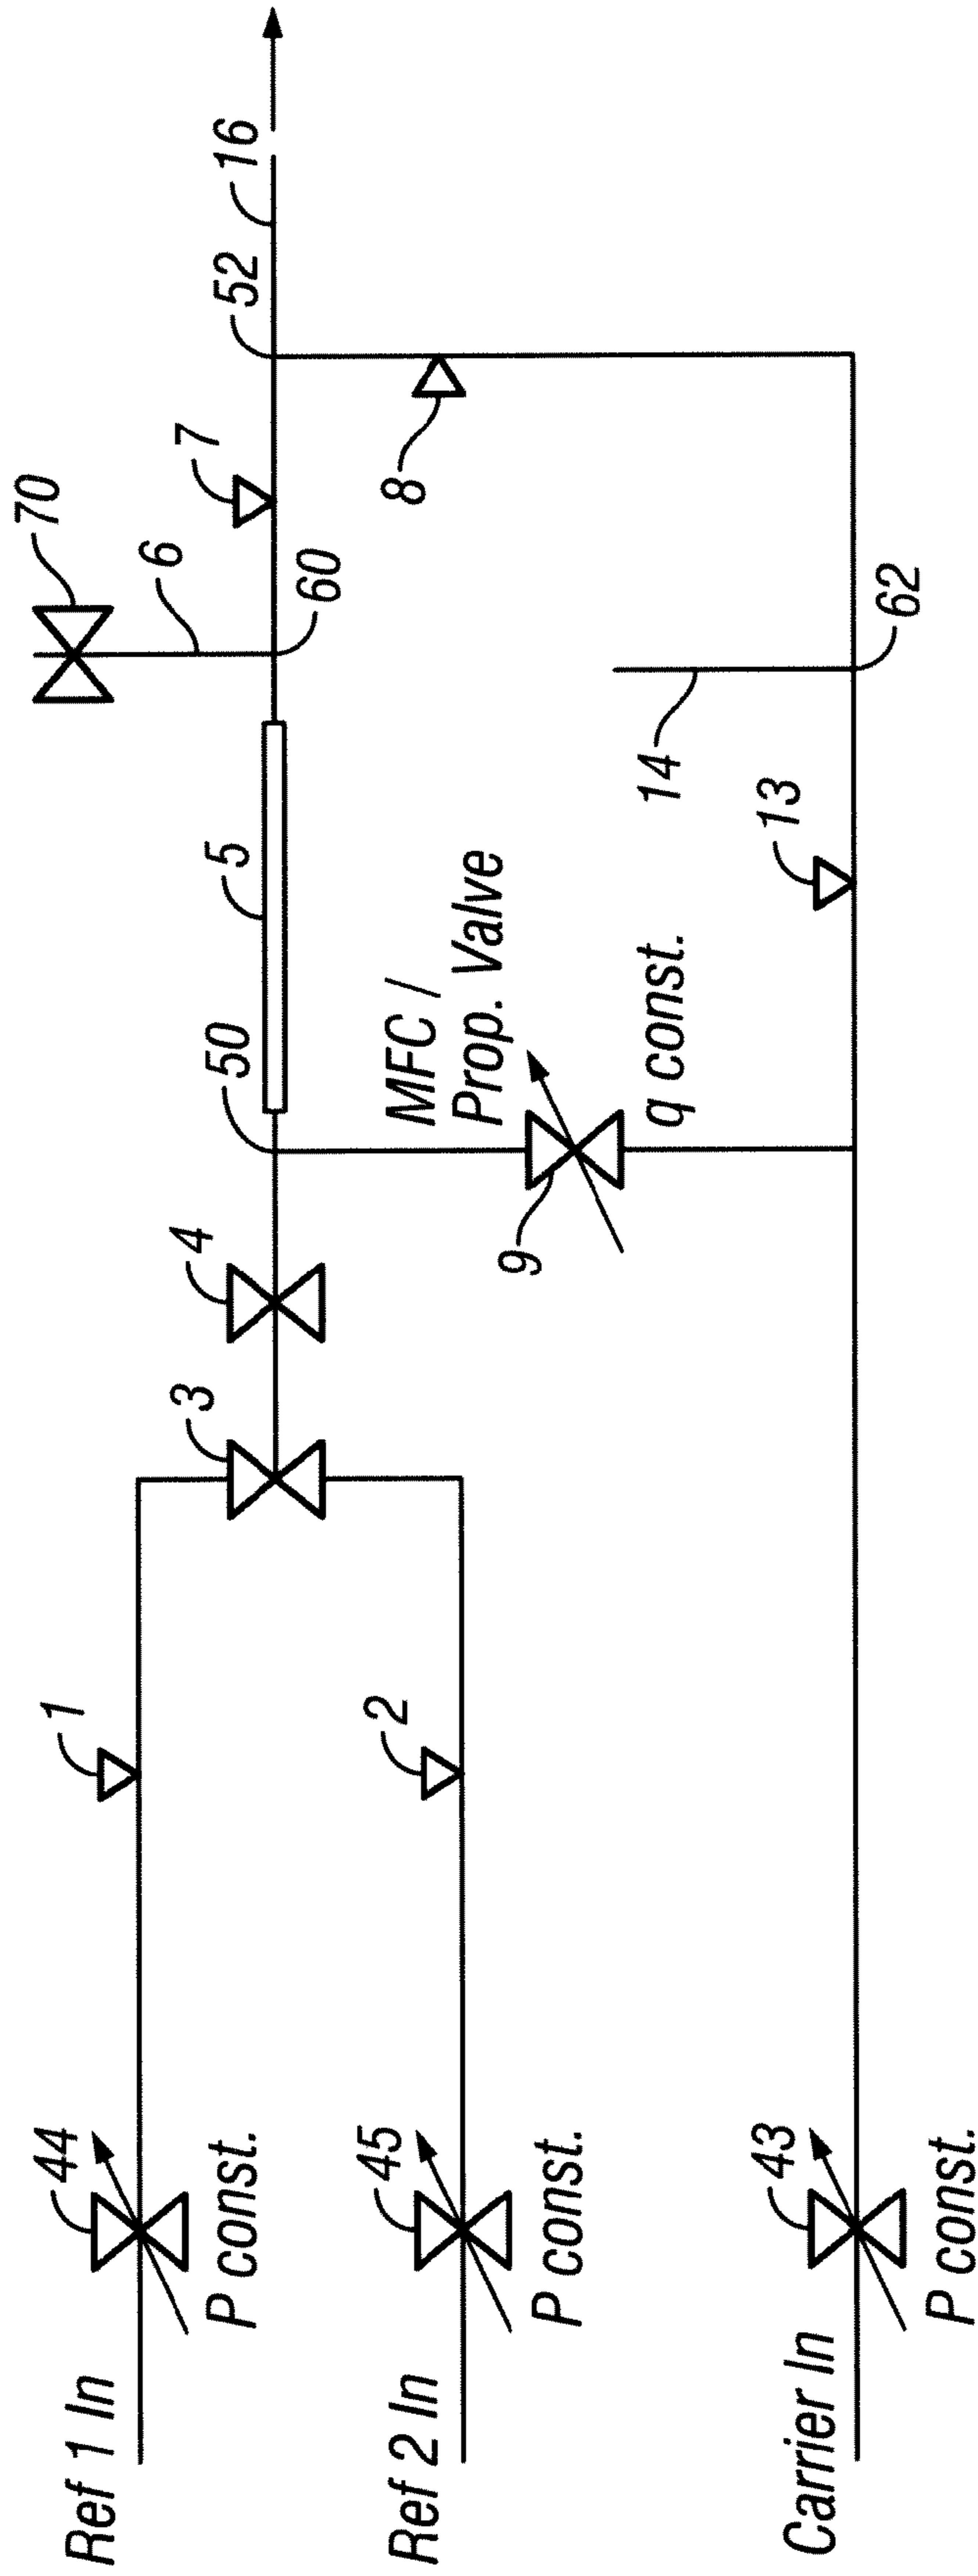 Ref 1 In
44
P const.
1
Ref 2 In
45
P const.
2
3
4
50
5
60
6
70
7
52
16
8
MFC /
Prop. Valve
9
q const.
Carrier In
43
P const.
13
14
62